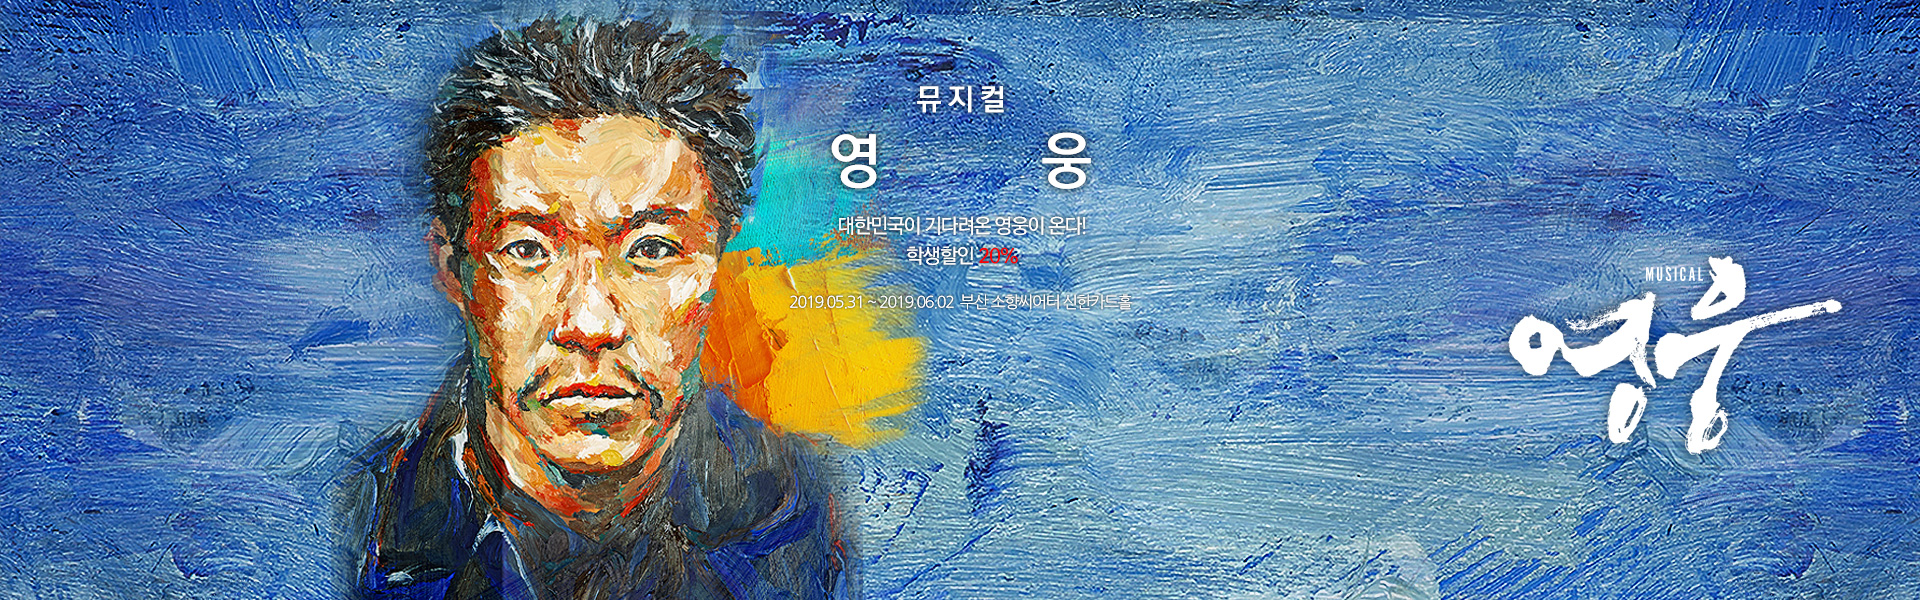 뮤지컬
영 웅
대한민국이 기다려온 영웅이 온다!
학생할인 20%
2019.05.31 ~ 2019.06.02 부산 소향씨어터 신한카드홀
MUSICAL
영웅